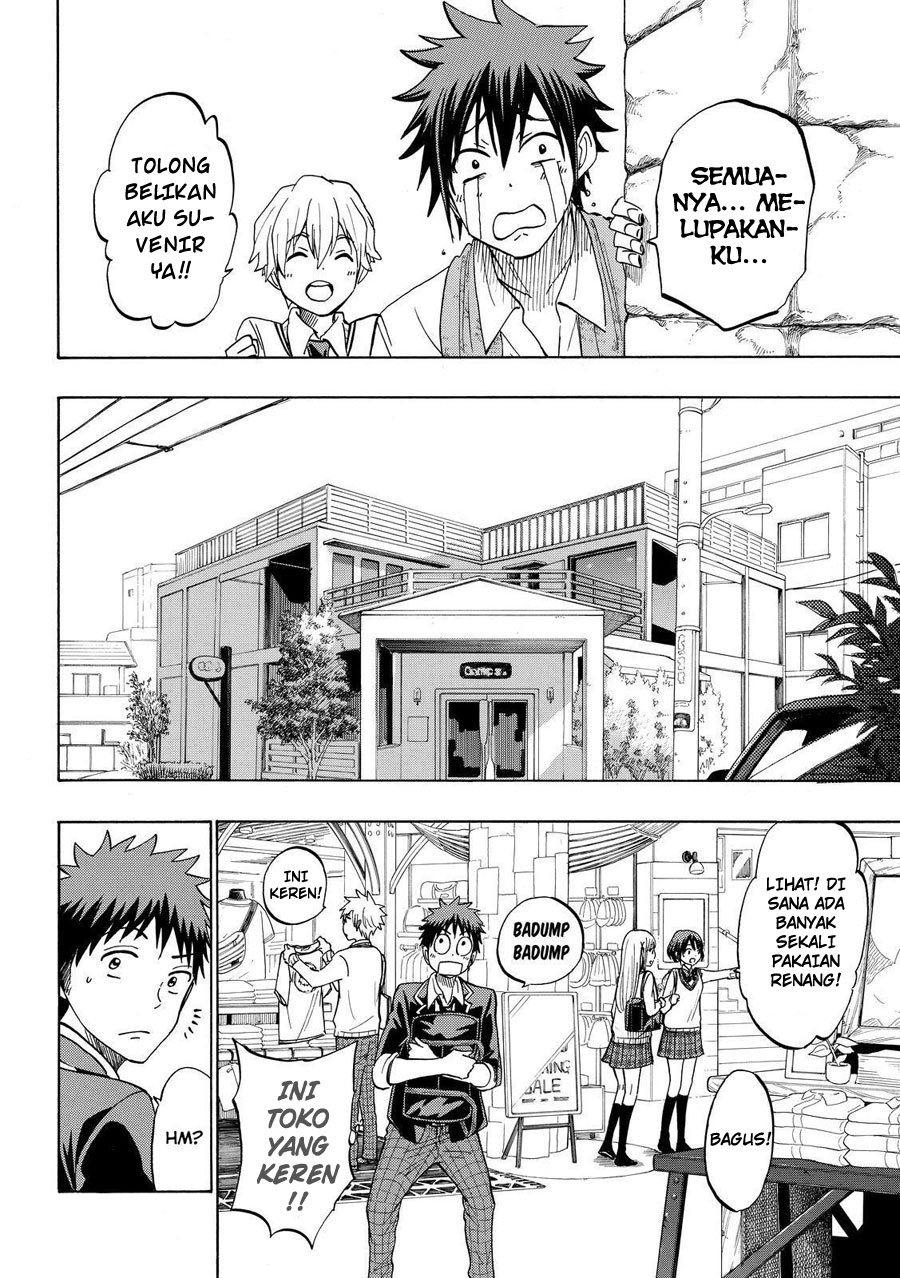 SEMUA-
NYA... ME-
LUPAKAN-
KU...
TOLONG
BELIKAN
AKU SU-
VENIR
YA!!
LIHAT! DI
SANA ADA
BANYAK
SEKALI
PAKAIAN
RENANG!
BAGUS!
BADUMP
BADUMP
INI
KEREN!
INI
TOKO
YANG
KEREN
!!
SALE
HM?